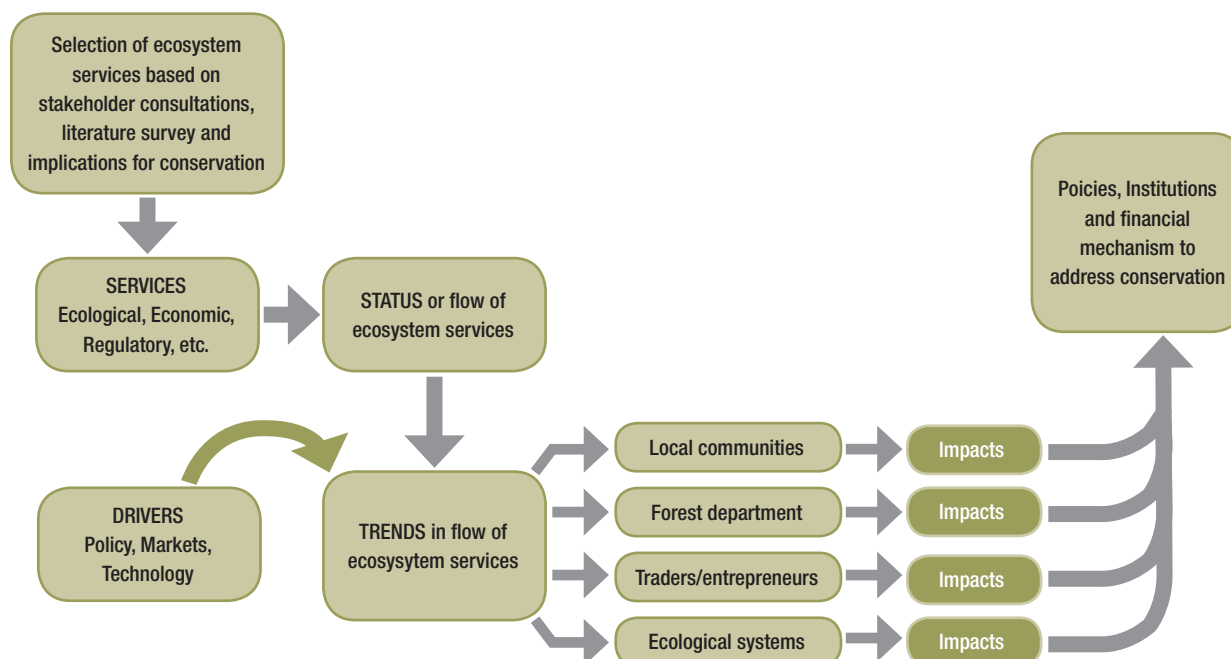 Selection of ecosystem
services based on
stakeholder consultations,
literature survey and
implications for conservation
SERVICES
Ecological, Economic,
Regulatory, etc.
STATUS or flow of
ecosystem services
DRIVERS
Policy, Markets,
Technology
TRENDS in flow of
ecosysytem services
Local communities
Impacts
Forest department
Impacts
Traders/entrepreneurs
Impacts
Ecological systems
Impacts
Poicies, Institutions
and financial
mechanism to
address conservation